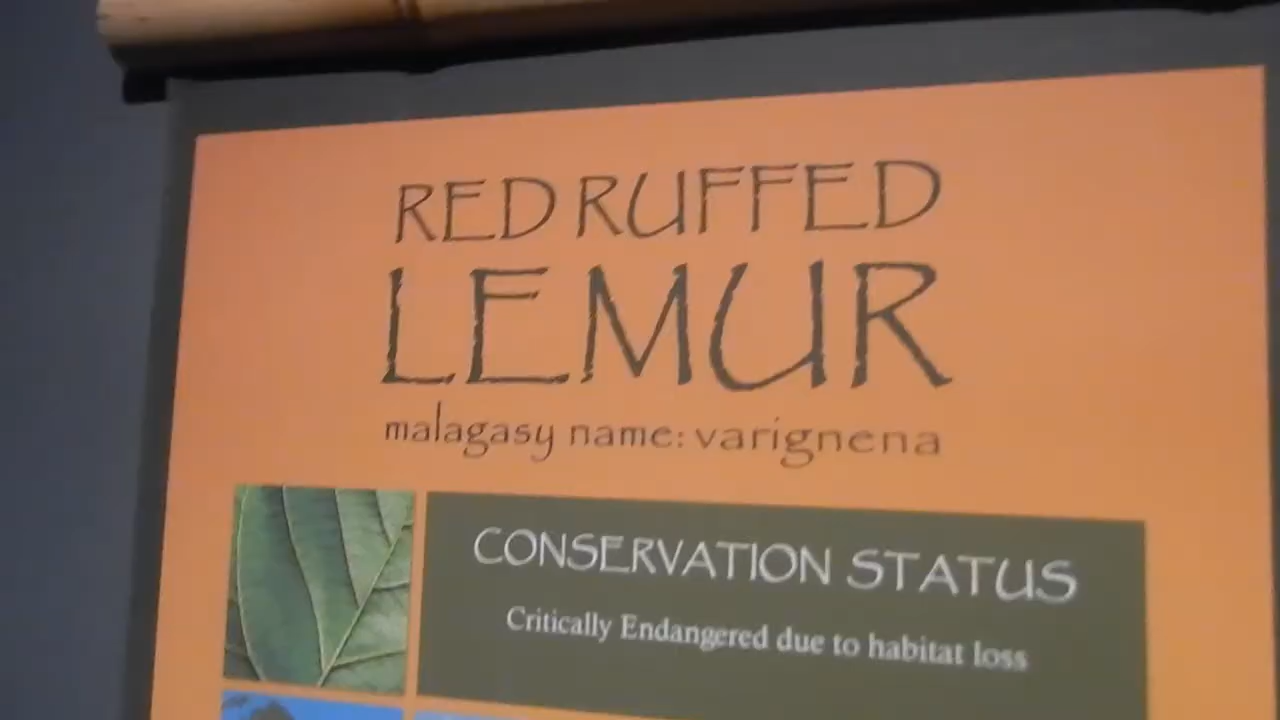 RED RUFFED
LEMUR
malagasy name: varignena
CONSERVATION STATUS
Critically Endangered due to habitat loss